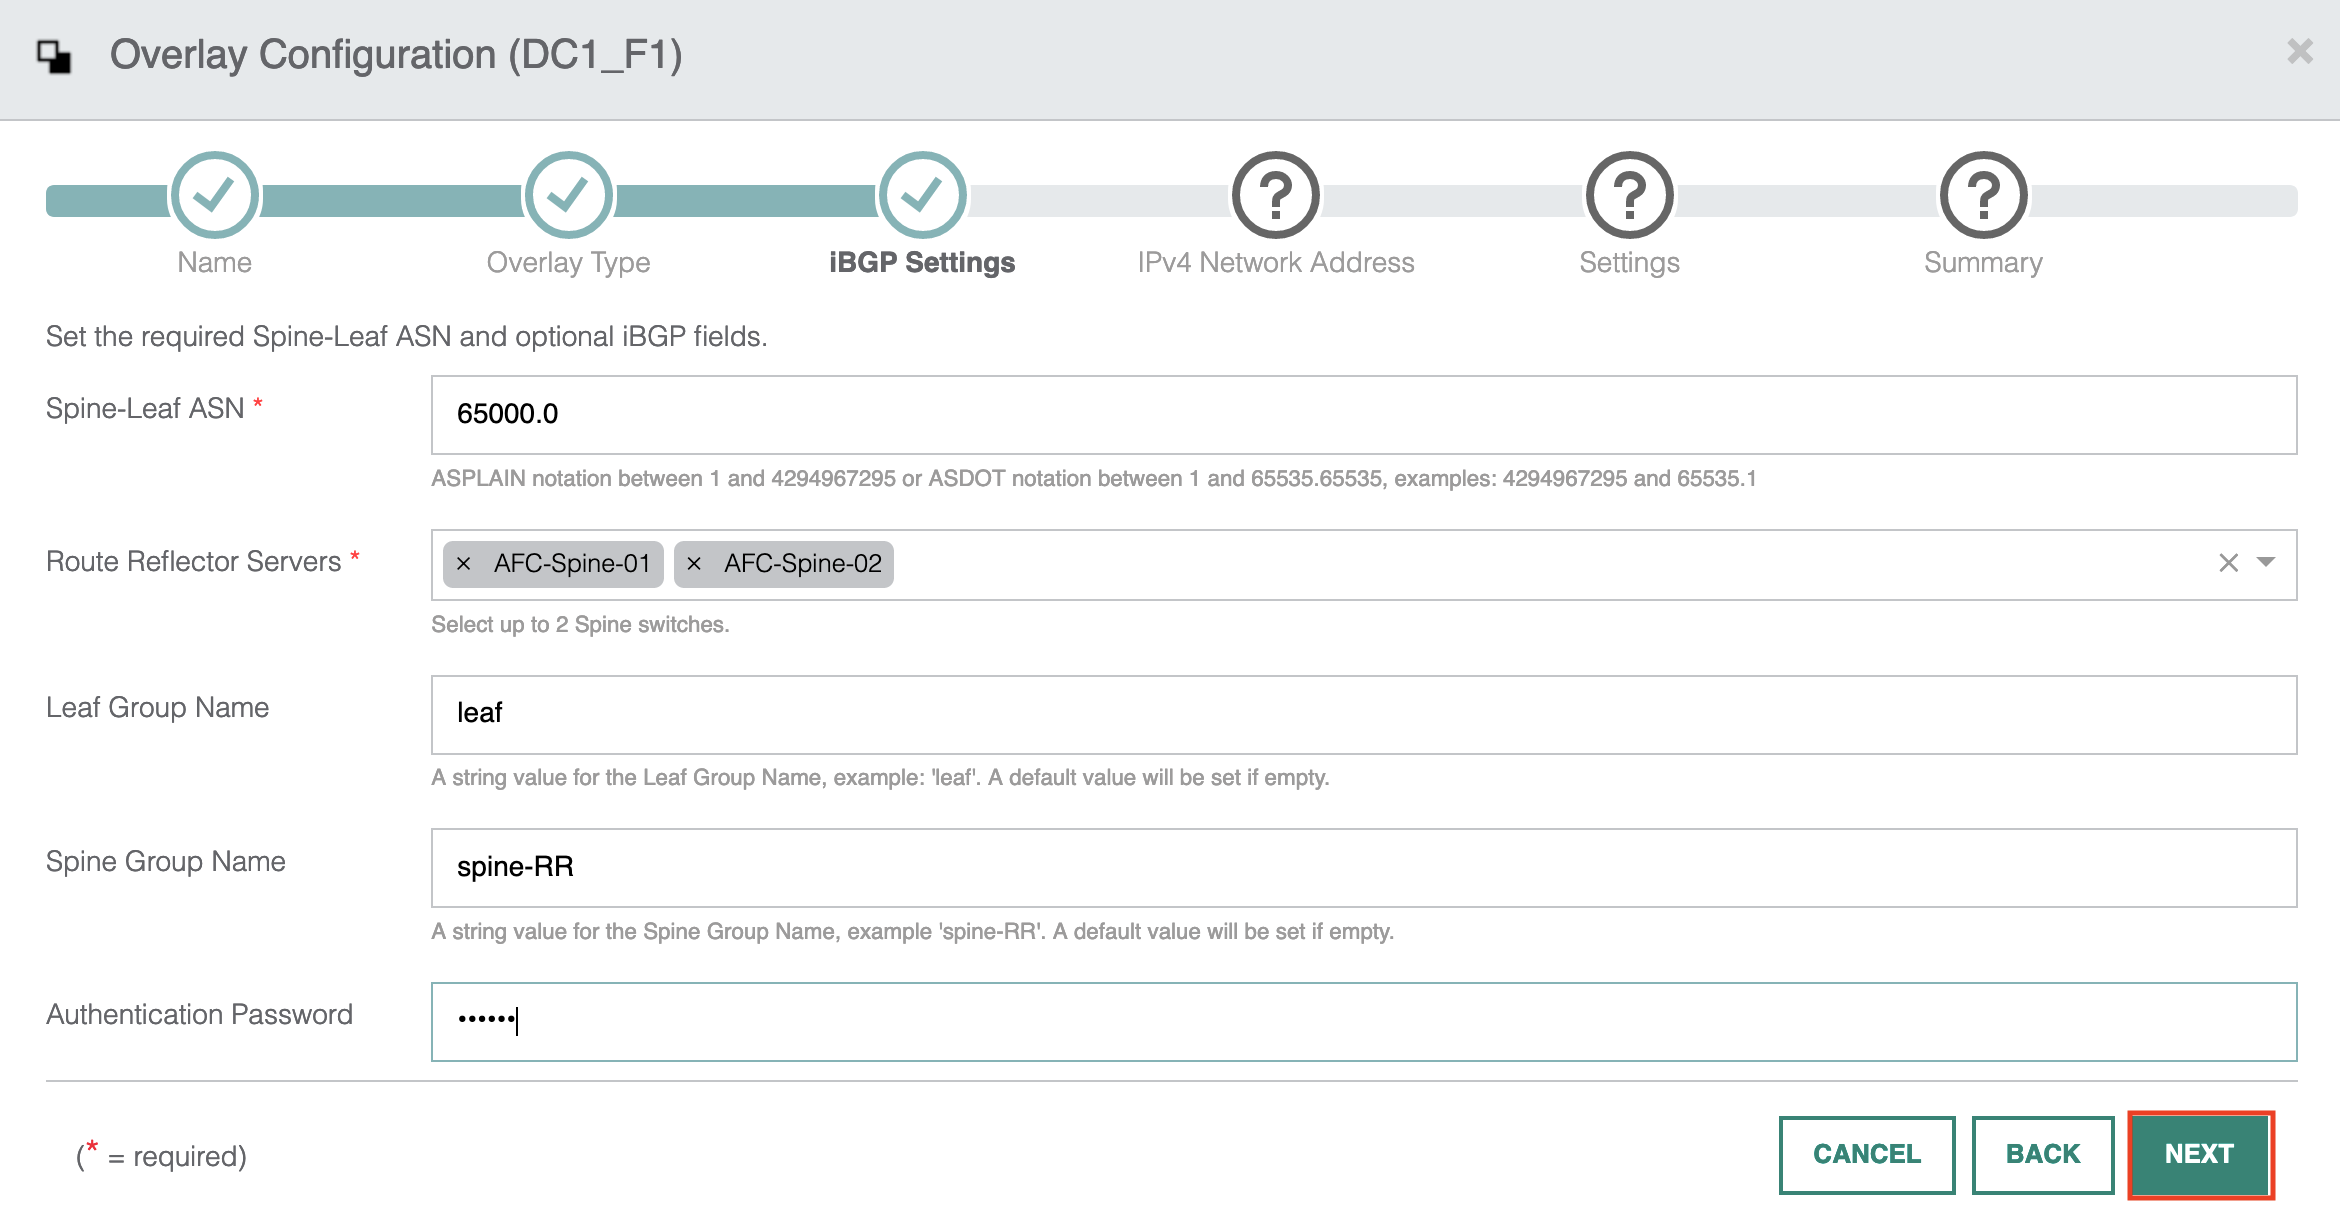 Overlay Configuration (DC1_F1)
Name
Overlay Type
iBGP Settings
IPv4 Network Address
Settings
Summary
Set the required Spine-Leaf ASN and optional iBGP fields.
Spine-Leaf ASN *
65000.0
ASPLAIN notation between 1 and 4294967295 or ASDOT notation between 1 and 65535.65535, examples: 4294967295 and 65535.1
Route Reflector Servers *
× AFC-Spine-01 × AFC-Spine-02
Select up to 2 Spine switches.
Leaf Group Name
leaf
A string value for the Leaf Group Name, example: 'leaf'. A default value will be set if empty.
Spine Group Name
spine-RR
A string value for the Spine Group Name, example 'spine-RR'. A default value will be set if empty.
Authentication Password
••••••
(* = required)
CANCEL
BACK
NEXT